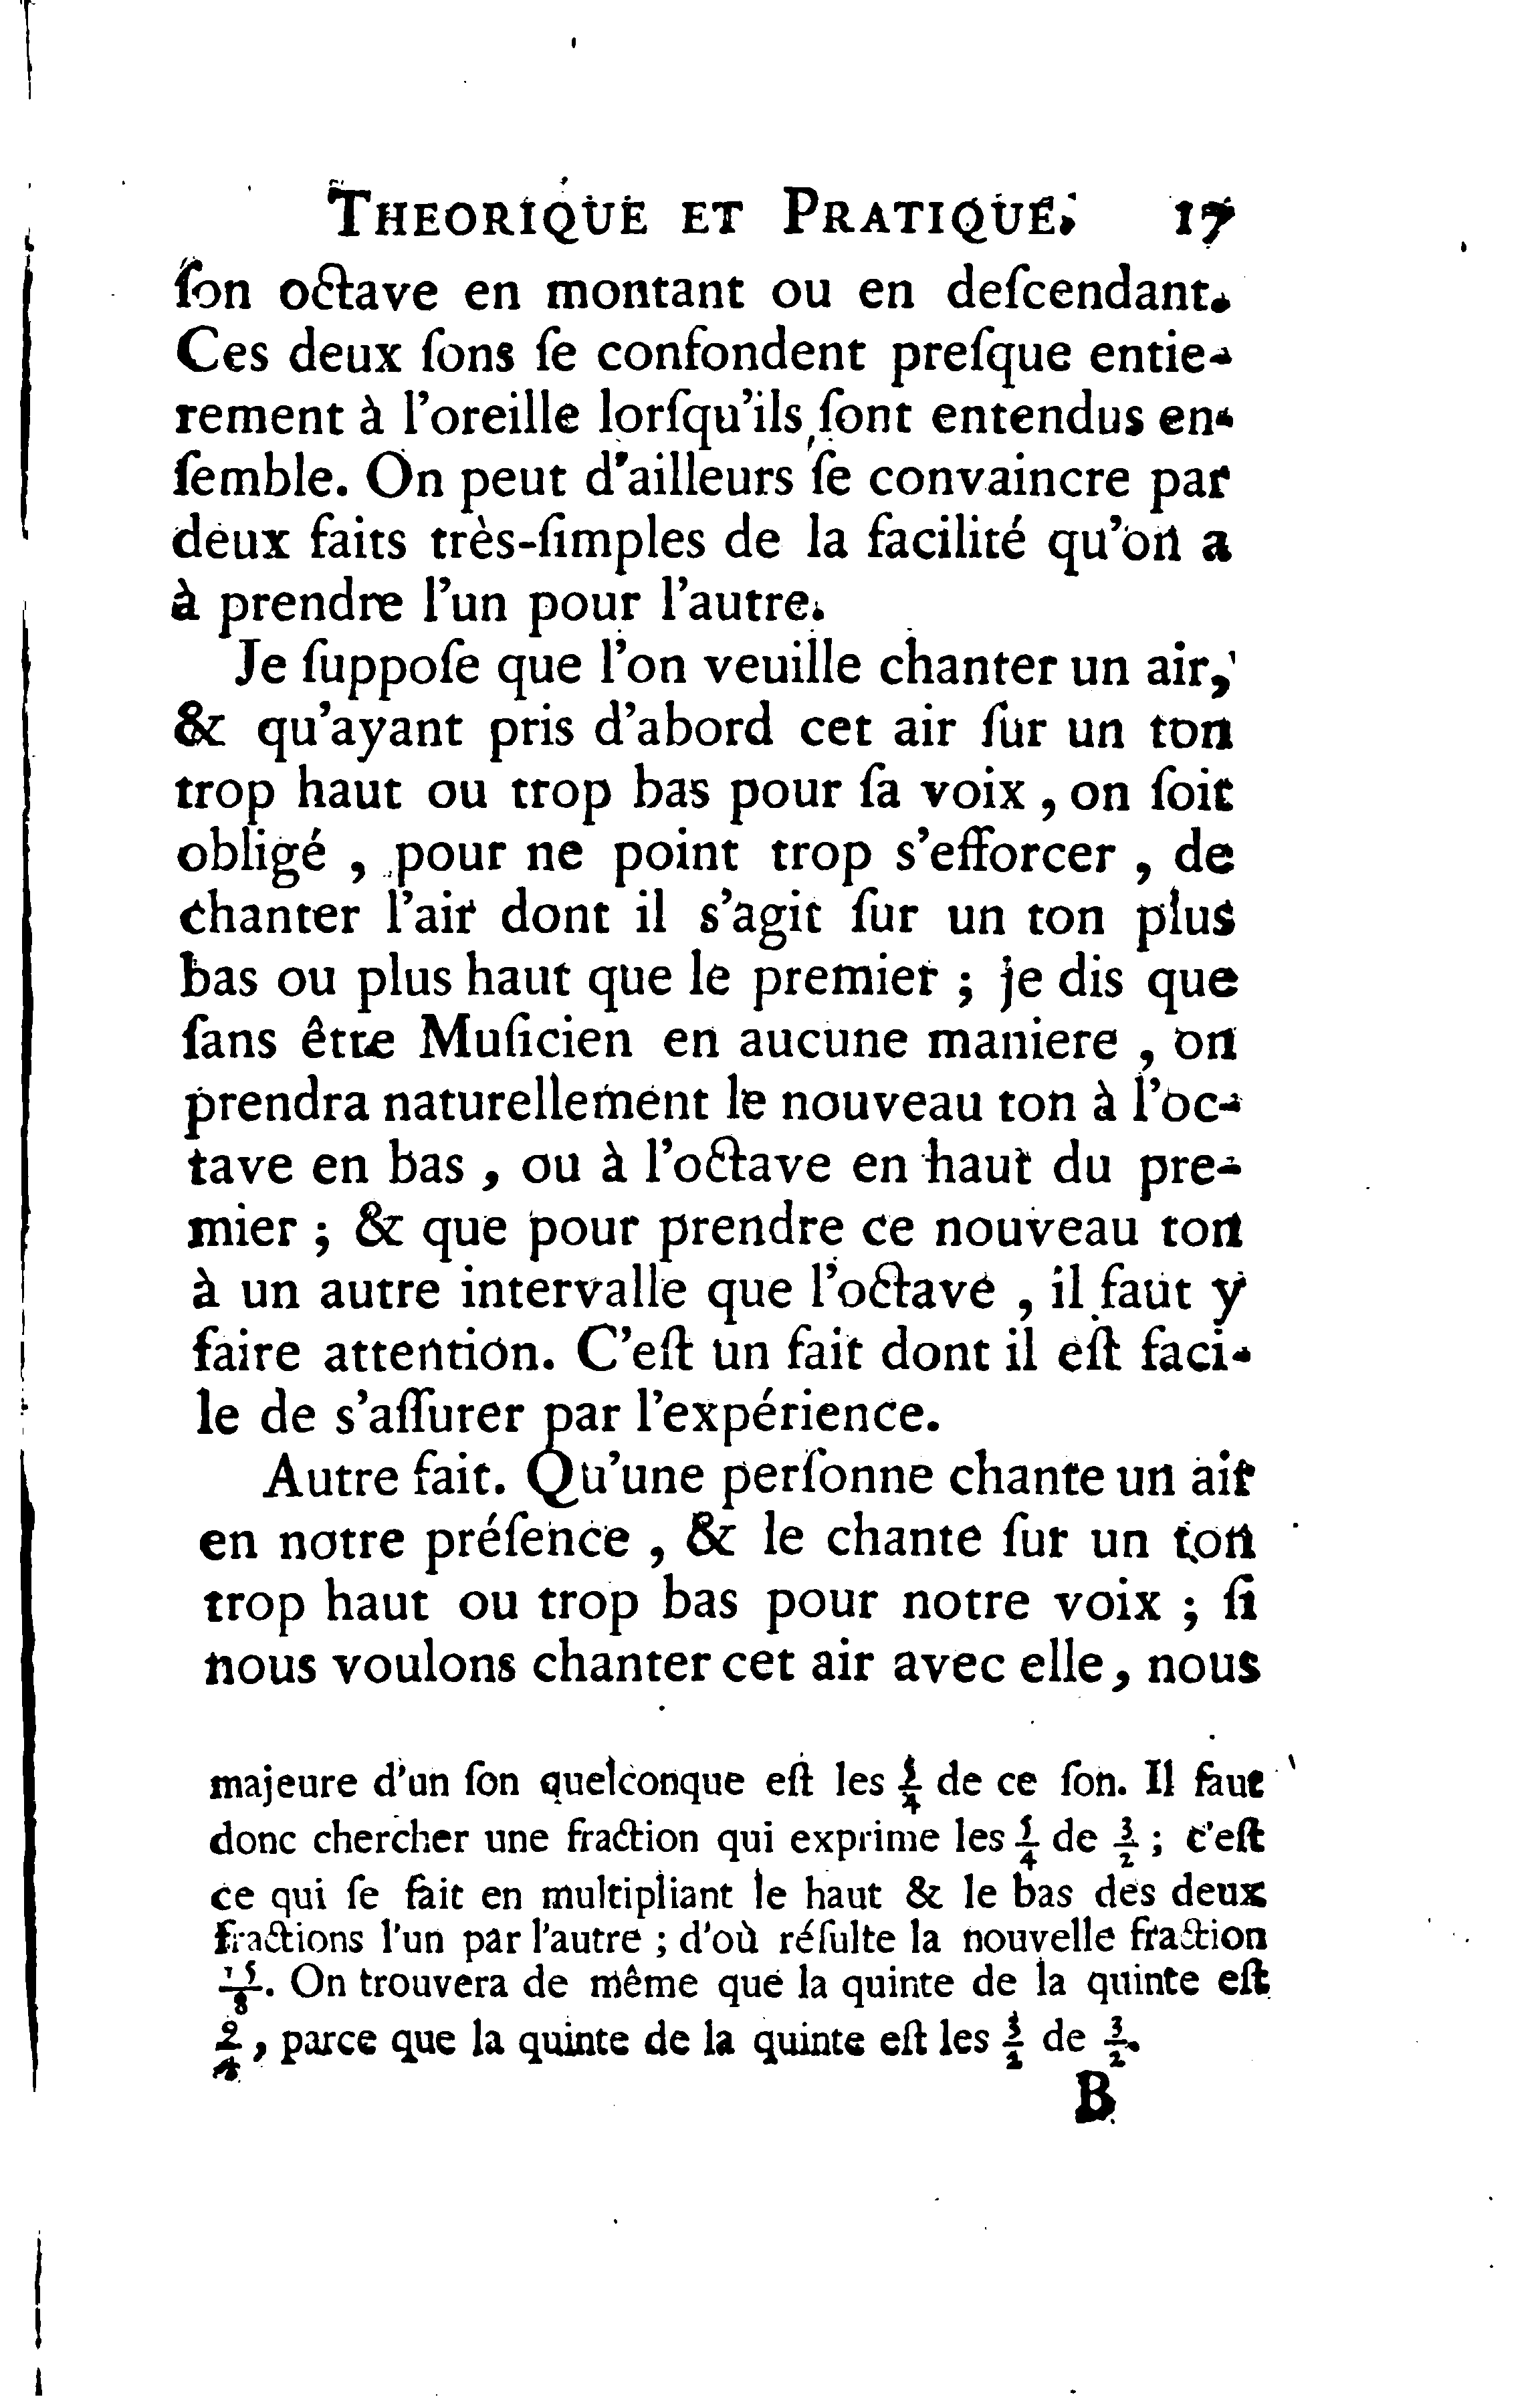 THEORIQUE ET PRATIQUE. 17
ſon octave en montant ou en deſcendant.
Ces deux ſons ſe confondent preſque entie-
rement à l'oreille lorſqu'ils ſont entendus en-
ſemble. On peut d'ailleurs ſe convaincre par
deux faits très-ſimples de la facilité qu'on a
à prendre l'un pour l'autre.
Je ſuppoſe que l'on veuille chanter un air,
& qu'ayant pris d'abord cet air ſur un ton
trop haut ou trop bas pour ſa voix, on ſoit
obligé, pour ne point trop s'efforcer, de
chanter l'air dont il s'agit ſur un ton plus
bas ou plus haut que le premier ; je dis que
ſans être Muſicien en aucune maniere, on
prendra naturellement le nouveau ton à l'oc-
tave en bas, ou à l'octave en haut du pre-
mier ; & que pour prendre ce nouveau ton
à un autre intervalle que l'octave, il faut y
faire attention. C'eſt un fait dont il eſt faci-
le de s'aſſurer par l'expérience.
Autre fait. Qu'une perſonne chante un air
en notre préſence, & le chante ſur un ton
trop haut ou trop bas pour notre voix ; ſi
nous voulons chanter cet air avec elle, nous
majeure d'un ſon quelconque eſt les 5/4 de ce ſon. Il faut
donc chercher une fraction qui exprime les 5/4 de 3/2 ; c'eſt
ce qui ſe fait en multipliant le haut & le bas des deux
fractions l'un par l'autre ; d'où réſulte la nouvelle fraction
15/8. On trouvera de même que la quinte de la quinte eſt
9/4, parce que la quinte de la quinte eſt les 3/2 de 3/2.
B